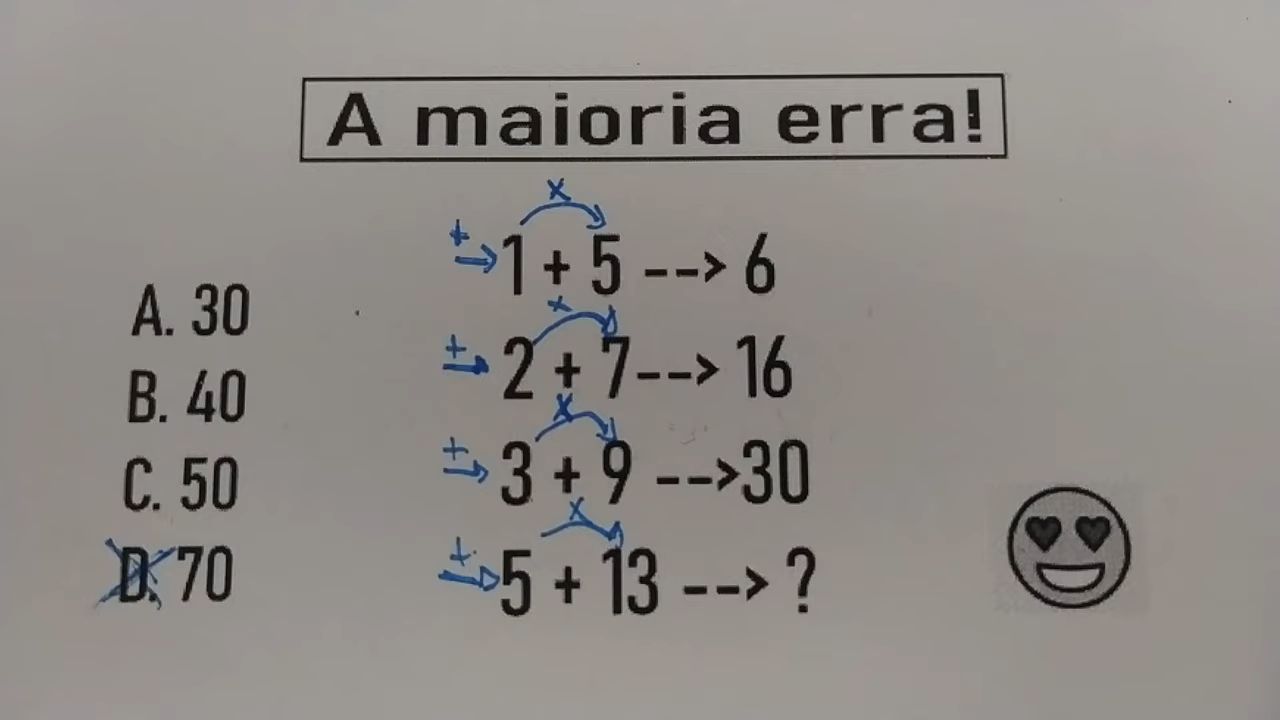 A maioria erra!
x
+ 1 + 5 --> 6
x
+ 2 + 7--> 16
x
+ 3 + 9 -->30
x
+ 5 + 13 --> ?
A. 30
B. 40
C. 50
D. 70